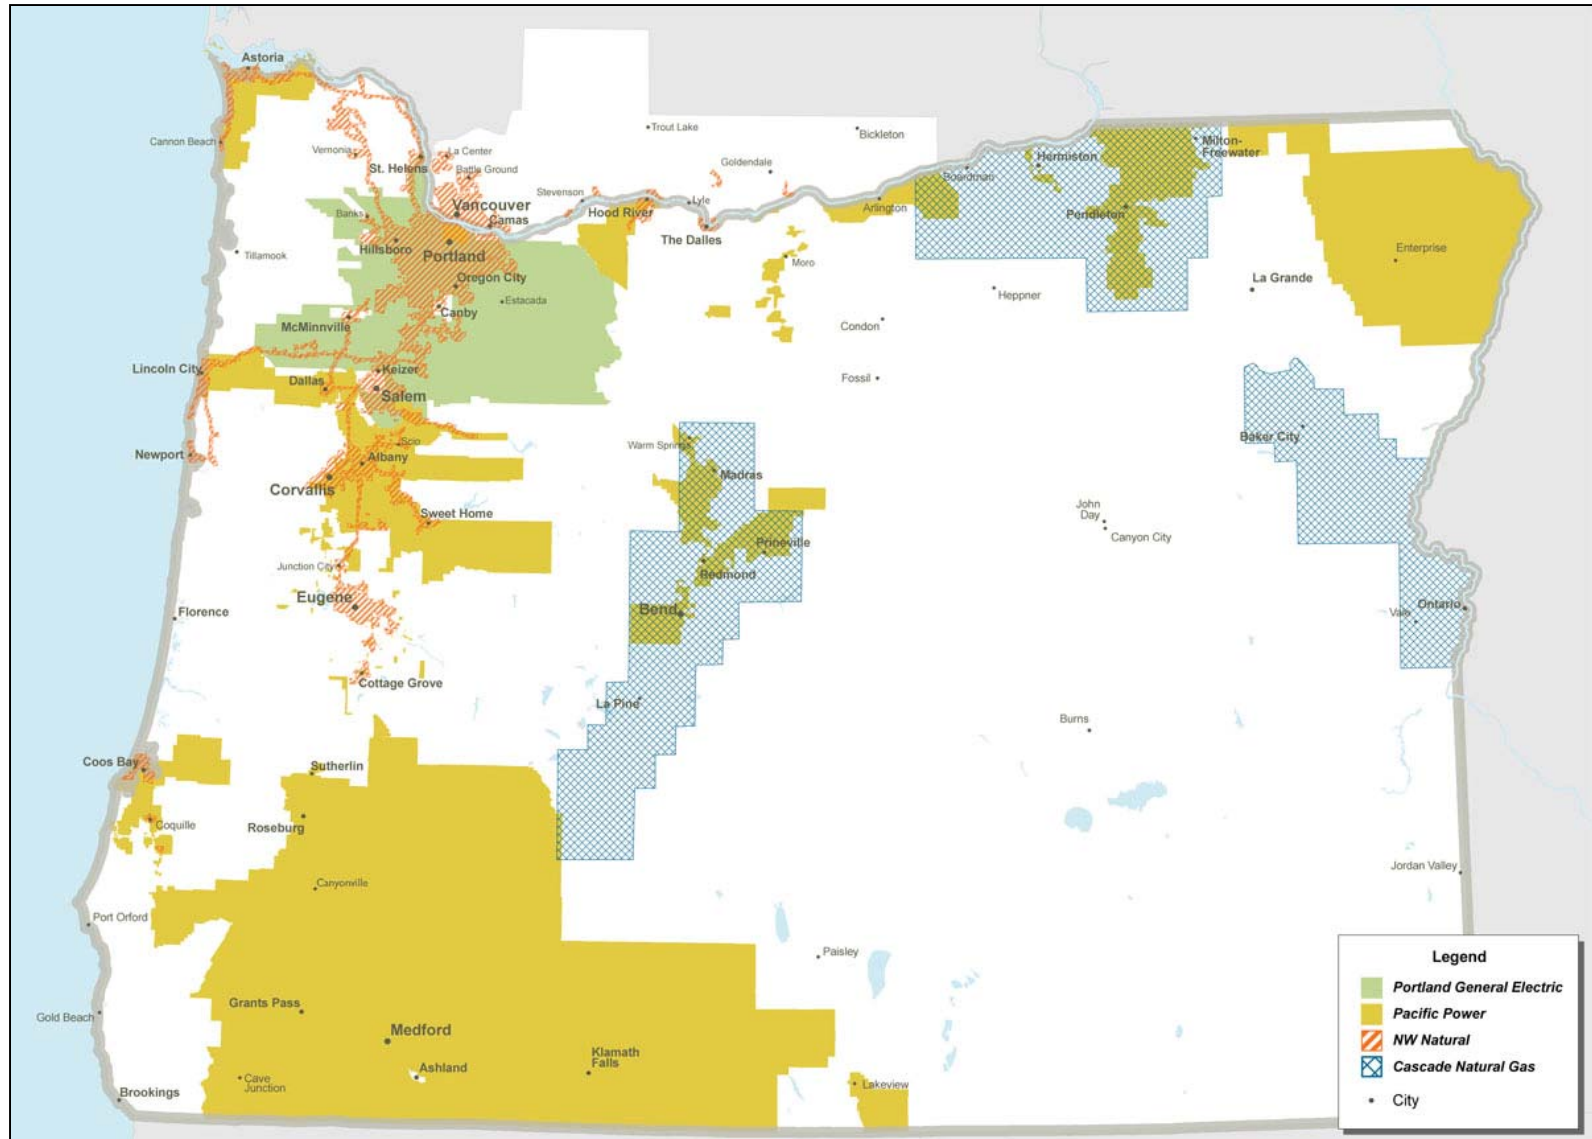 Astoria
Trout Lake
Bickleton
Cannon Beach
Vernonia
La Center
St. Helens
Battle Ground
Goldendale
Hermiston
Milton-
Freewater
Boardman
Stevenson
Lyle
Vancouver
Hood River
Arlington
Banks
Camas
Pendleton
The Dalles
Hillsboro
Portland
Tillamook
Enterprise
Moro
Oregon City
La Grande
Estacada
Heppner
Canby
McMinnville
Condon
Lincoln City
Keizer
Dallas
Fossil
Salem
Baker City
Scio
Warm Springs
Newport
Albany
Madras
Corvallis
John
Day
Sweet Home
Canyon City
Prineville
Junction City
Redmond
Eugene
Bend
Florence
Vale
Ontario
Cottage Grove
La Pine
Burns
Coos Bay
Sutherlin
Coquille
Roseburg
Jordan Valley
Canyonville
Port Orford
Paisley
Grants Pass
Gold Beach
Medford
Klamath
Falls
Ashland
Cave
Junction
Lakeview
Brookings
Legend
Portland General Electric
Pacific Power
NW Natural
Cascade Natural Gas
City